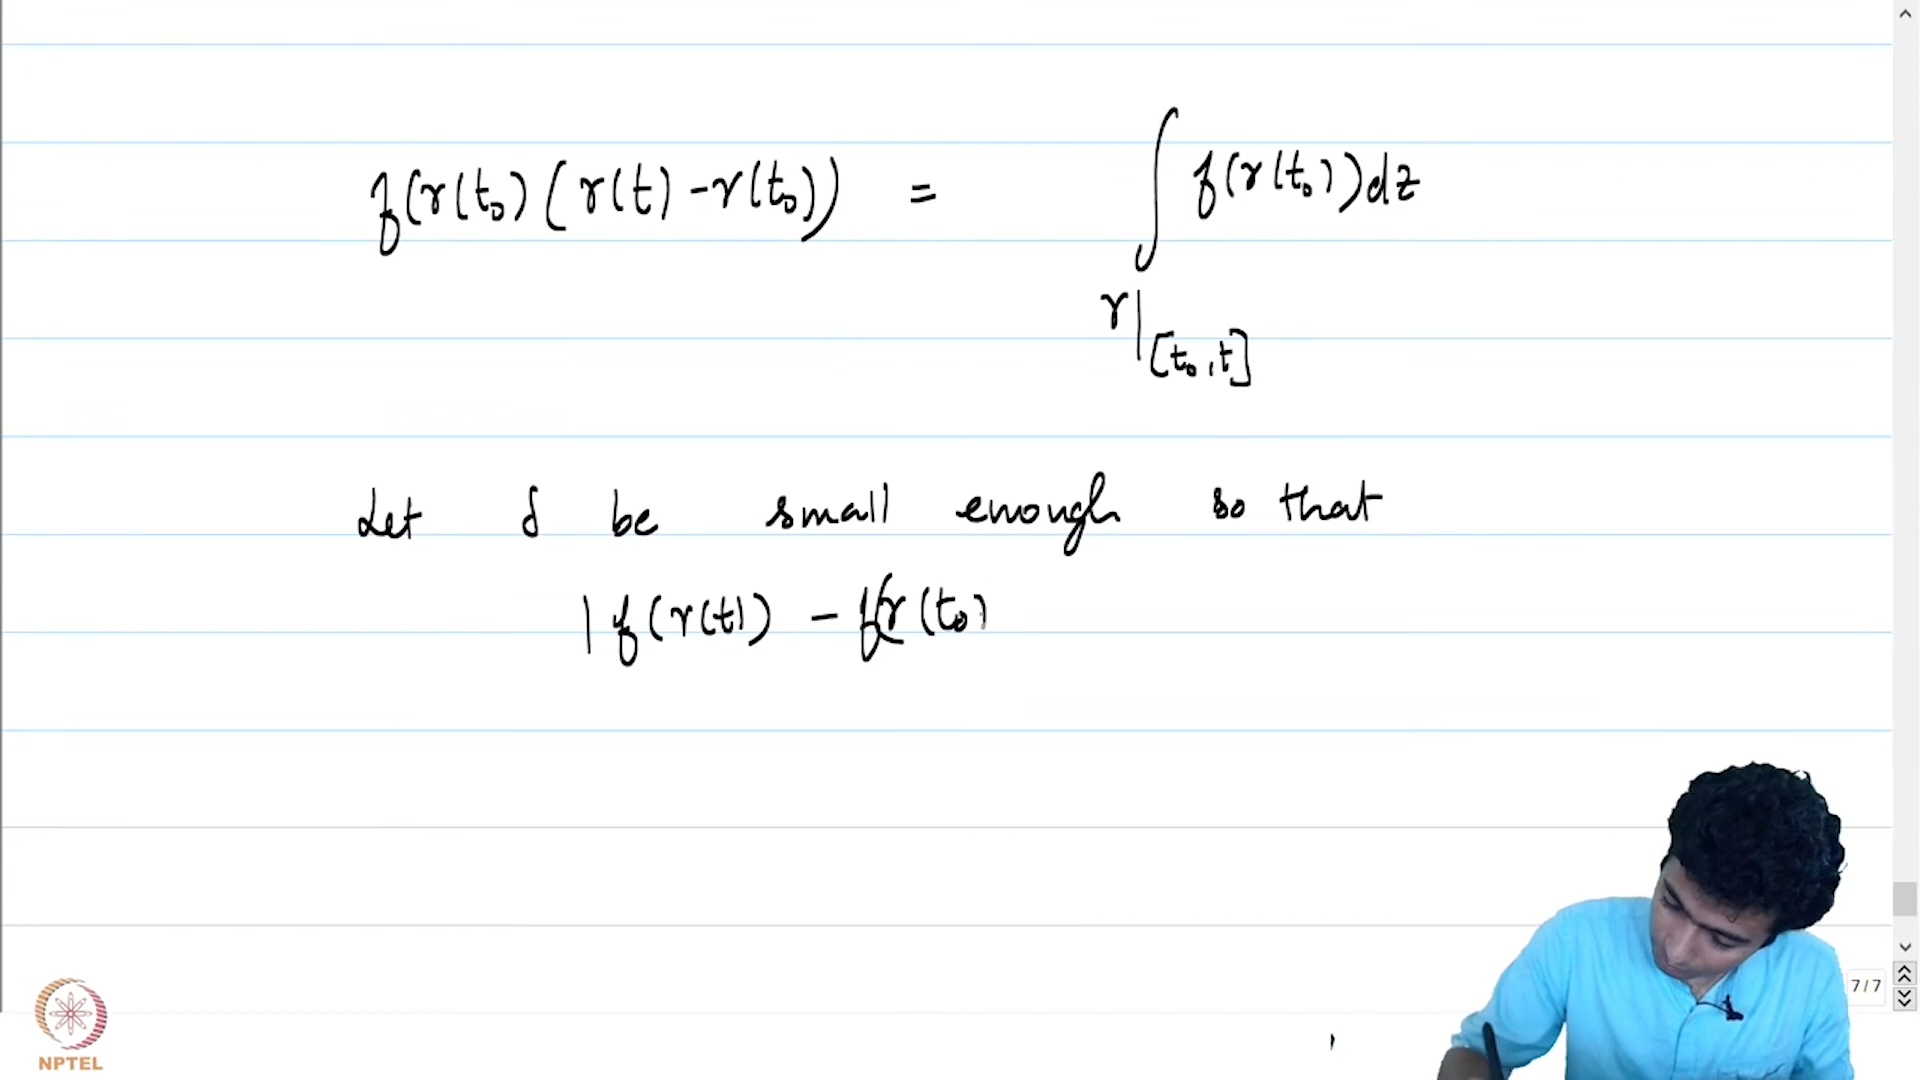 f(γ(t₀)(γ(t)-γ(t₀)) = ∫ f(γ(t₀))dz
γ|[t₀,t]
Let δ be small enough so that
|f(γ(t)) - f(γ(t₀)
7/7
NPTEL